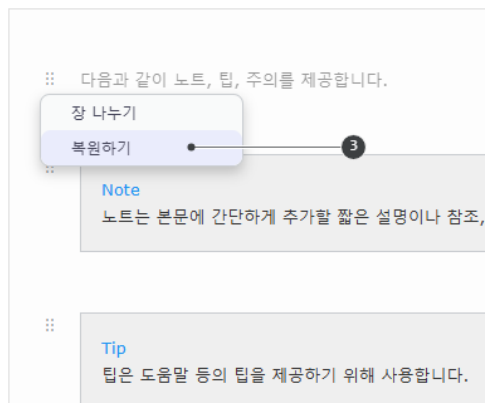 다음과 같이 노트, 팁, 주의를 제공합니다.
장 나누기
복원하기
3
Note
노트는 본문에 간단하게 추가할 짧은 설명이나 참조,
Tip
팁은 도움말 등의 팁을 제공하기 위해 사용합니다.